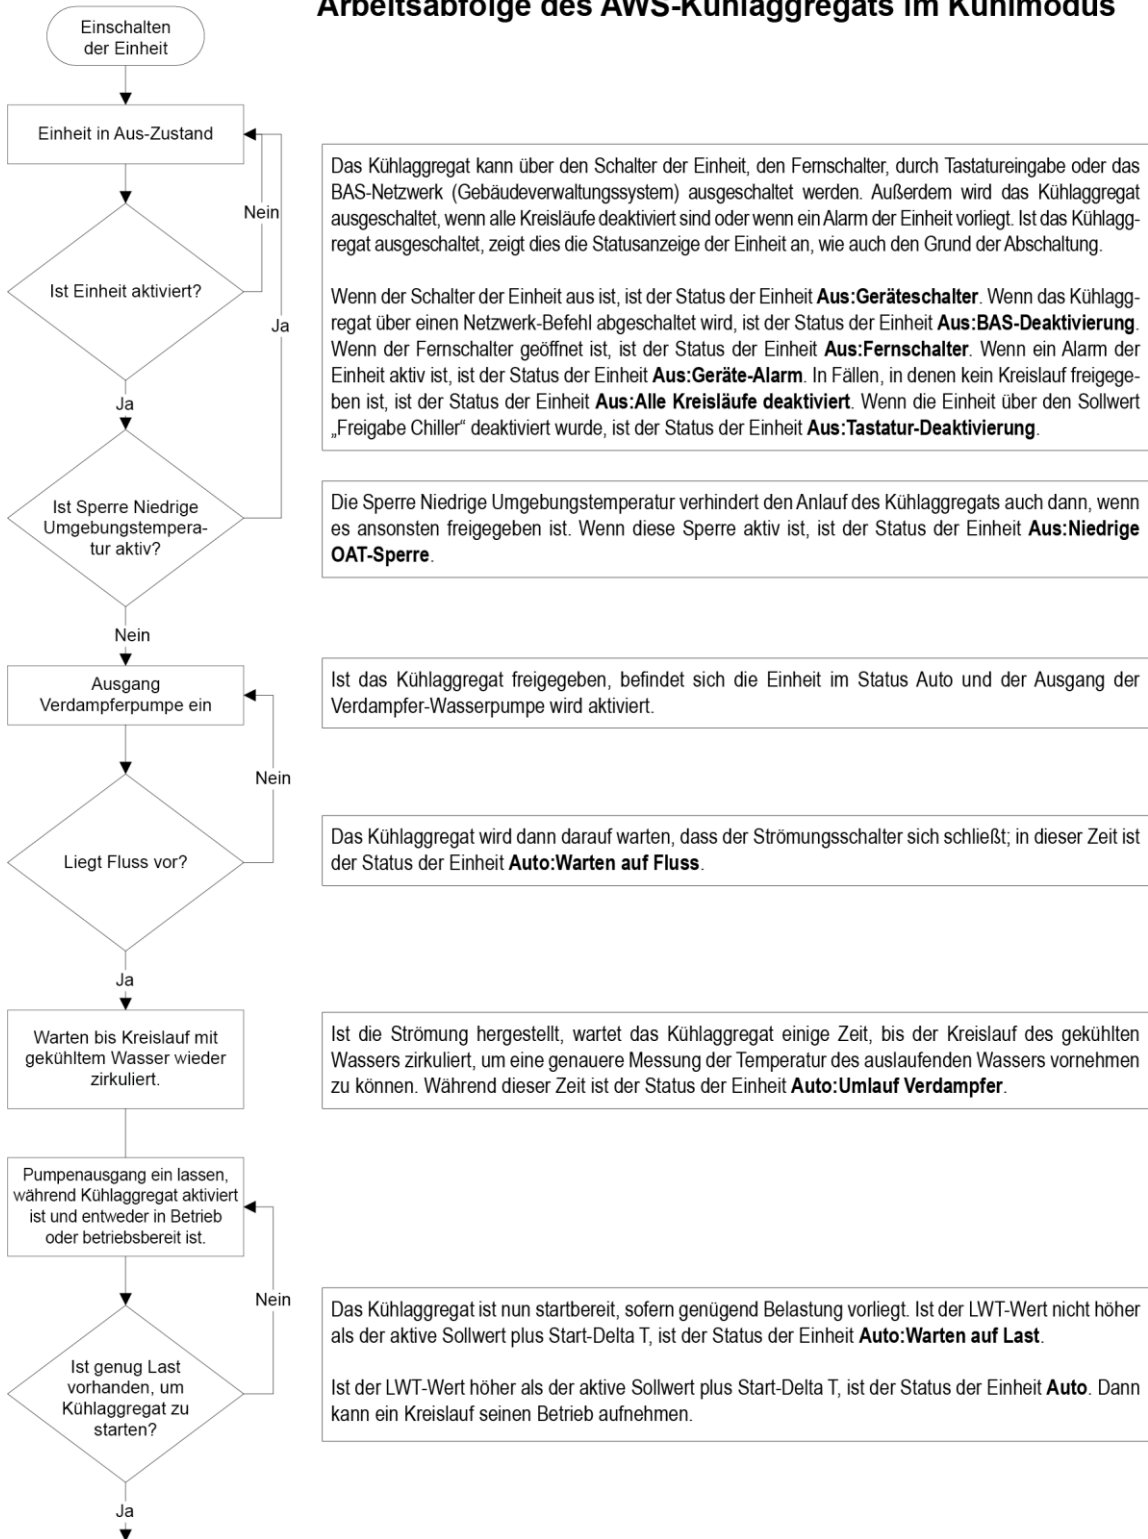 Arbeitsabfolge des AWS-Kühlaggregats im Kühlmodus
Einschalten
der Einheit
Einheit in Aus-Zustand
Das Kühlaggregat kann über den Schalter der Einheit, den Fernschalter, durch Tastatureingabe oder das
BAS-Netzwerk (Gebäudeverwaltungssystem) ausgeschaltet werden. Außerdem wird das Kühlaggregat
ausgeschaltet, wenn alle Kreisläufe deaktiviert sind oder wenn ein Alarm der Einheit vorliegt. Ist das Kühlagg-
regat ausgeschaltet, zeigt dies die Statusanzeige der Einheit an, wie auch den Grund der Abschaltung.
Wenn der Schalter der Einheit aus ist, ist der Status der Einheit Aus:Geräteschalter. Wenn das Kühlagg-
regat über einen Netzwerk-Befehl abgeschaltet wird, ist der Status der Einheit Aus:BAS-Deaktivierung.
Wenn der Fernschalter geöffnet ist, ist der Status der Einheit Aus:Fernschalter. Wenn ein Alarm der
Einheit aktiv ist, ist der Status der Einheit Aus:Geräte-Alarm. In Fällen, in denen kein Kreislauf freigege-
ben ist, ist der Status der Einheit Aus:Alle Kreisläufe deaktiviert. Wenn die Einheit über den Sollwert
„Freigabe Chiller“ deaktiviert wurde, ist der Status der Einheit Aus:Tastatur-Deaktivierung.
Nein
Ist Einheit aktiviert?
Ja
Ja
Ist Sperre Niedrige
Umgebungstempera-
tur aktiv?
Die Sperre Niedrige Umgebungstemperatur verhindert den Anlauf des Kühlaggregats auch dann, wenn
es ansonsten freigegeben ist. Wenn diese Sperre aktiv ist, ist der Status der Einheit Aus:Niedrige
OAT-Sperre.
Nein
Ausgang
Verdampferpumpe ein
Ist das Kühlaggregat freigegeben, befindet sich die Einheit im Status Auto und der Ausgang der
Verdampfer-Wasserpumpe wird aktiviert.
Nein
Liegt Fluss vor?
Das Kühlaggregat wird dann darauf warten, dass der Strömungsschalter sich schließt; in dieser Zeit ist
der Status der Einheit Auto:Warten auf Fluss.
Ja
Warten bis Kreislauf mit
gekühltem Wasser wieder
zirkuliert.
Ist die Strömung hergestellt, wartet das Kühlaggregat einige Zeit, bis der Kreislauf des gekühlten
Wassers zirkuliert, um eine genauere Messung der Temperatur des auslaufenden Wassers vornehmen
zu können. Während dieser Zeit ist der Status der Einheit Auto:Umlauf Verdampfer.
Pumpenausgang ein lassen,
während Kühlaggregat aktiviert
ist und entweder in Betrieb
oder betriebsbereit ist.
Nein
Ist genug Last
vorhanden, um
Kühlaggregat zu
starten?
Das Kühlaggregat ist nun startbereit, sofern genügend Belastung vorliegt. Ist der LWT-Wert nicht höher
als der aktive Sollwert plus Start-Delta T, ist der Status der Einheit Auto:Warten auf Last.
Ist der LWT-Wert höher als der aktive Sollwert plus Start-Delta T, ist der Status der Einheit Auto. Dann
kann ein Kreislauf seinen Betrieb aufnehmen.
Ja